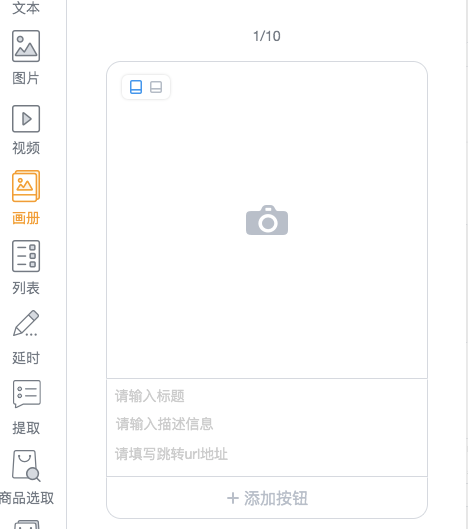 文本
图片
视频
画册
列表
延时
提取
商品选取
1/10
请输入标题
请输入描述信息
请填写跳转url地址
+ 添加按钮